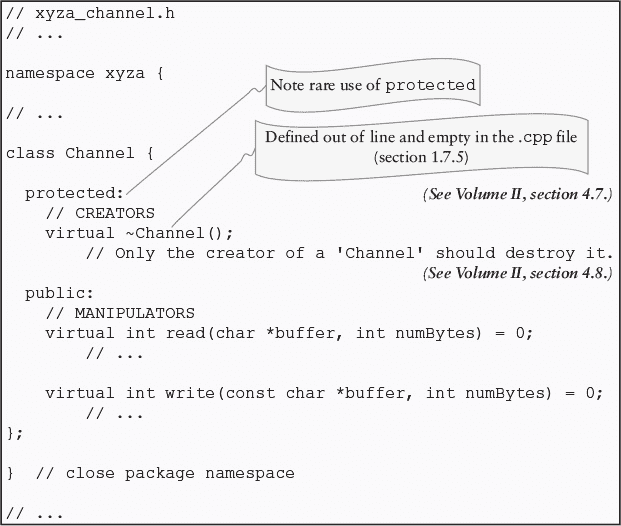 // xyza_channel.h
// ...
namespace xyza {
Note rare use of protected
// ...
Defined out of line and empty in the .cpp file
(section 1.7.5)
class Channel {
protected:
(See Volume II, section 4.7.)
// CREATORS
virtual ~Channel();
// Only the creator of a 'Channel' should destroy it.
(See Volume II, section 4.8.)
public:
// MANIPULATORS
virtual int read(char *buffer, int numBytes) = 0;
// ...
virtual int write(const char *buffer, int numBytes) = 0;
// ...
};
} // close package namespace
// ...